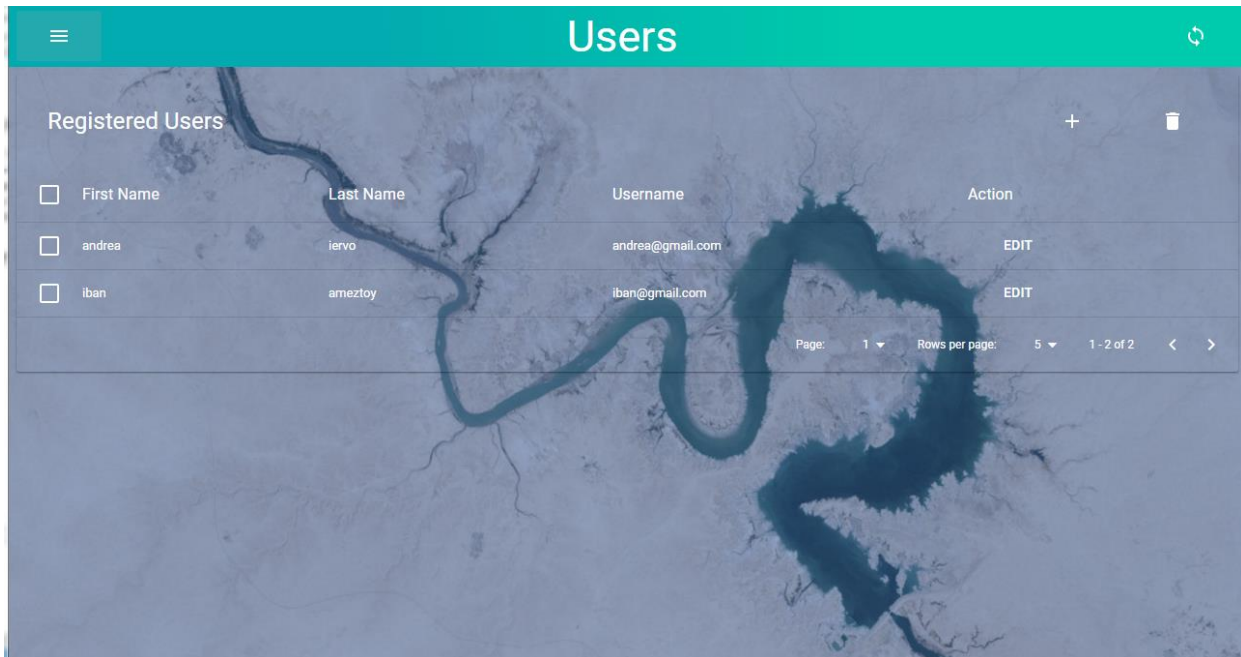 Users
Registered Users
First Name Last Name Username Action
andrea iervo andrea@gmail.com EDIT
iban ameztoy iban@gmail.com EDIT
Page: 1 Rows per page: 5 1 - 2 of 2